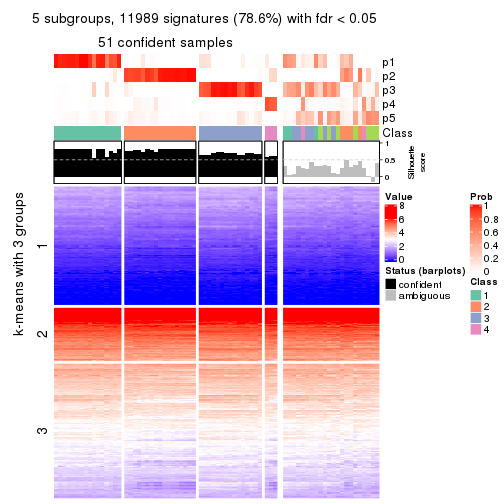 5 subgroups, 11989 signatures (78.6%) with fdr < 0.05
51 confident samples
p1
p2
p3
p4
p5
Class
1
0.5
0
Silhouette
score
k-means with 3 groups
1
2
3
Value
8
6
4
2
0
Status (barplots)
confident
ambiguous
Prob
1
0.8
0.6
0.4
0.2
0
Class
1
2
3
4